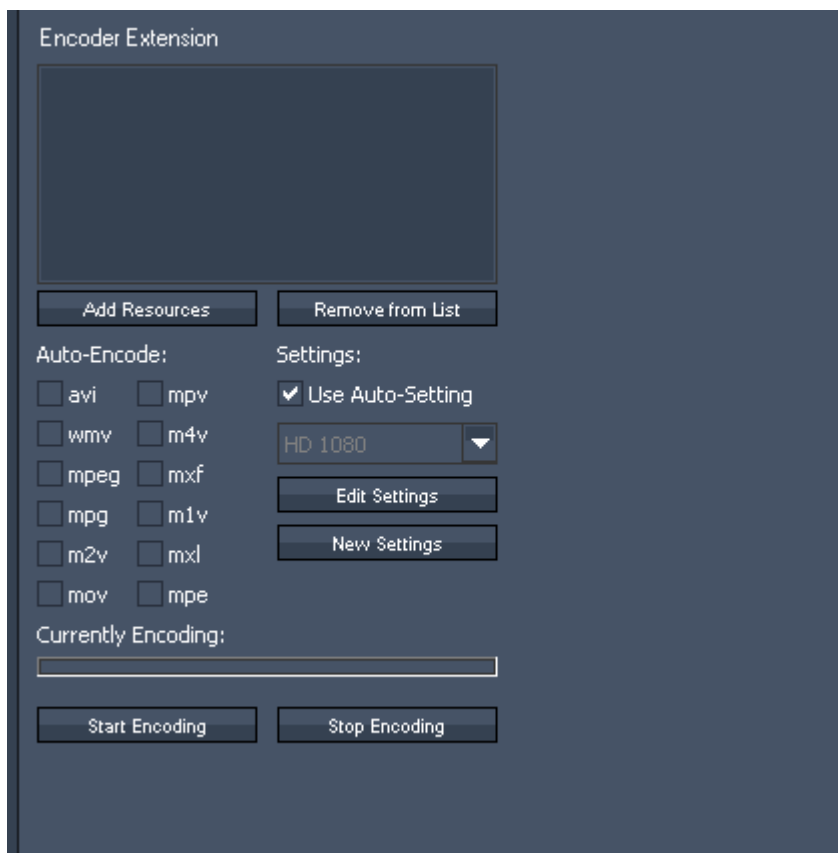 Encoder Extension
Add Resources Remove from List
Auto-Encode: Settings:
avi mpv Use Auto-Setting
wmv m4v HD 1080
mpeg mxf
Edit Settings
mpg m1v
New Settings
m2v mxl
mov mpe
Currently Encoding:
Start Encoding Stop Encoding